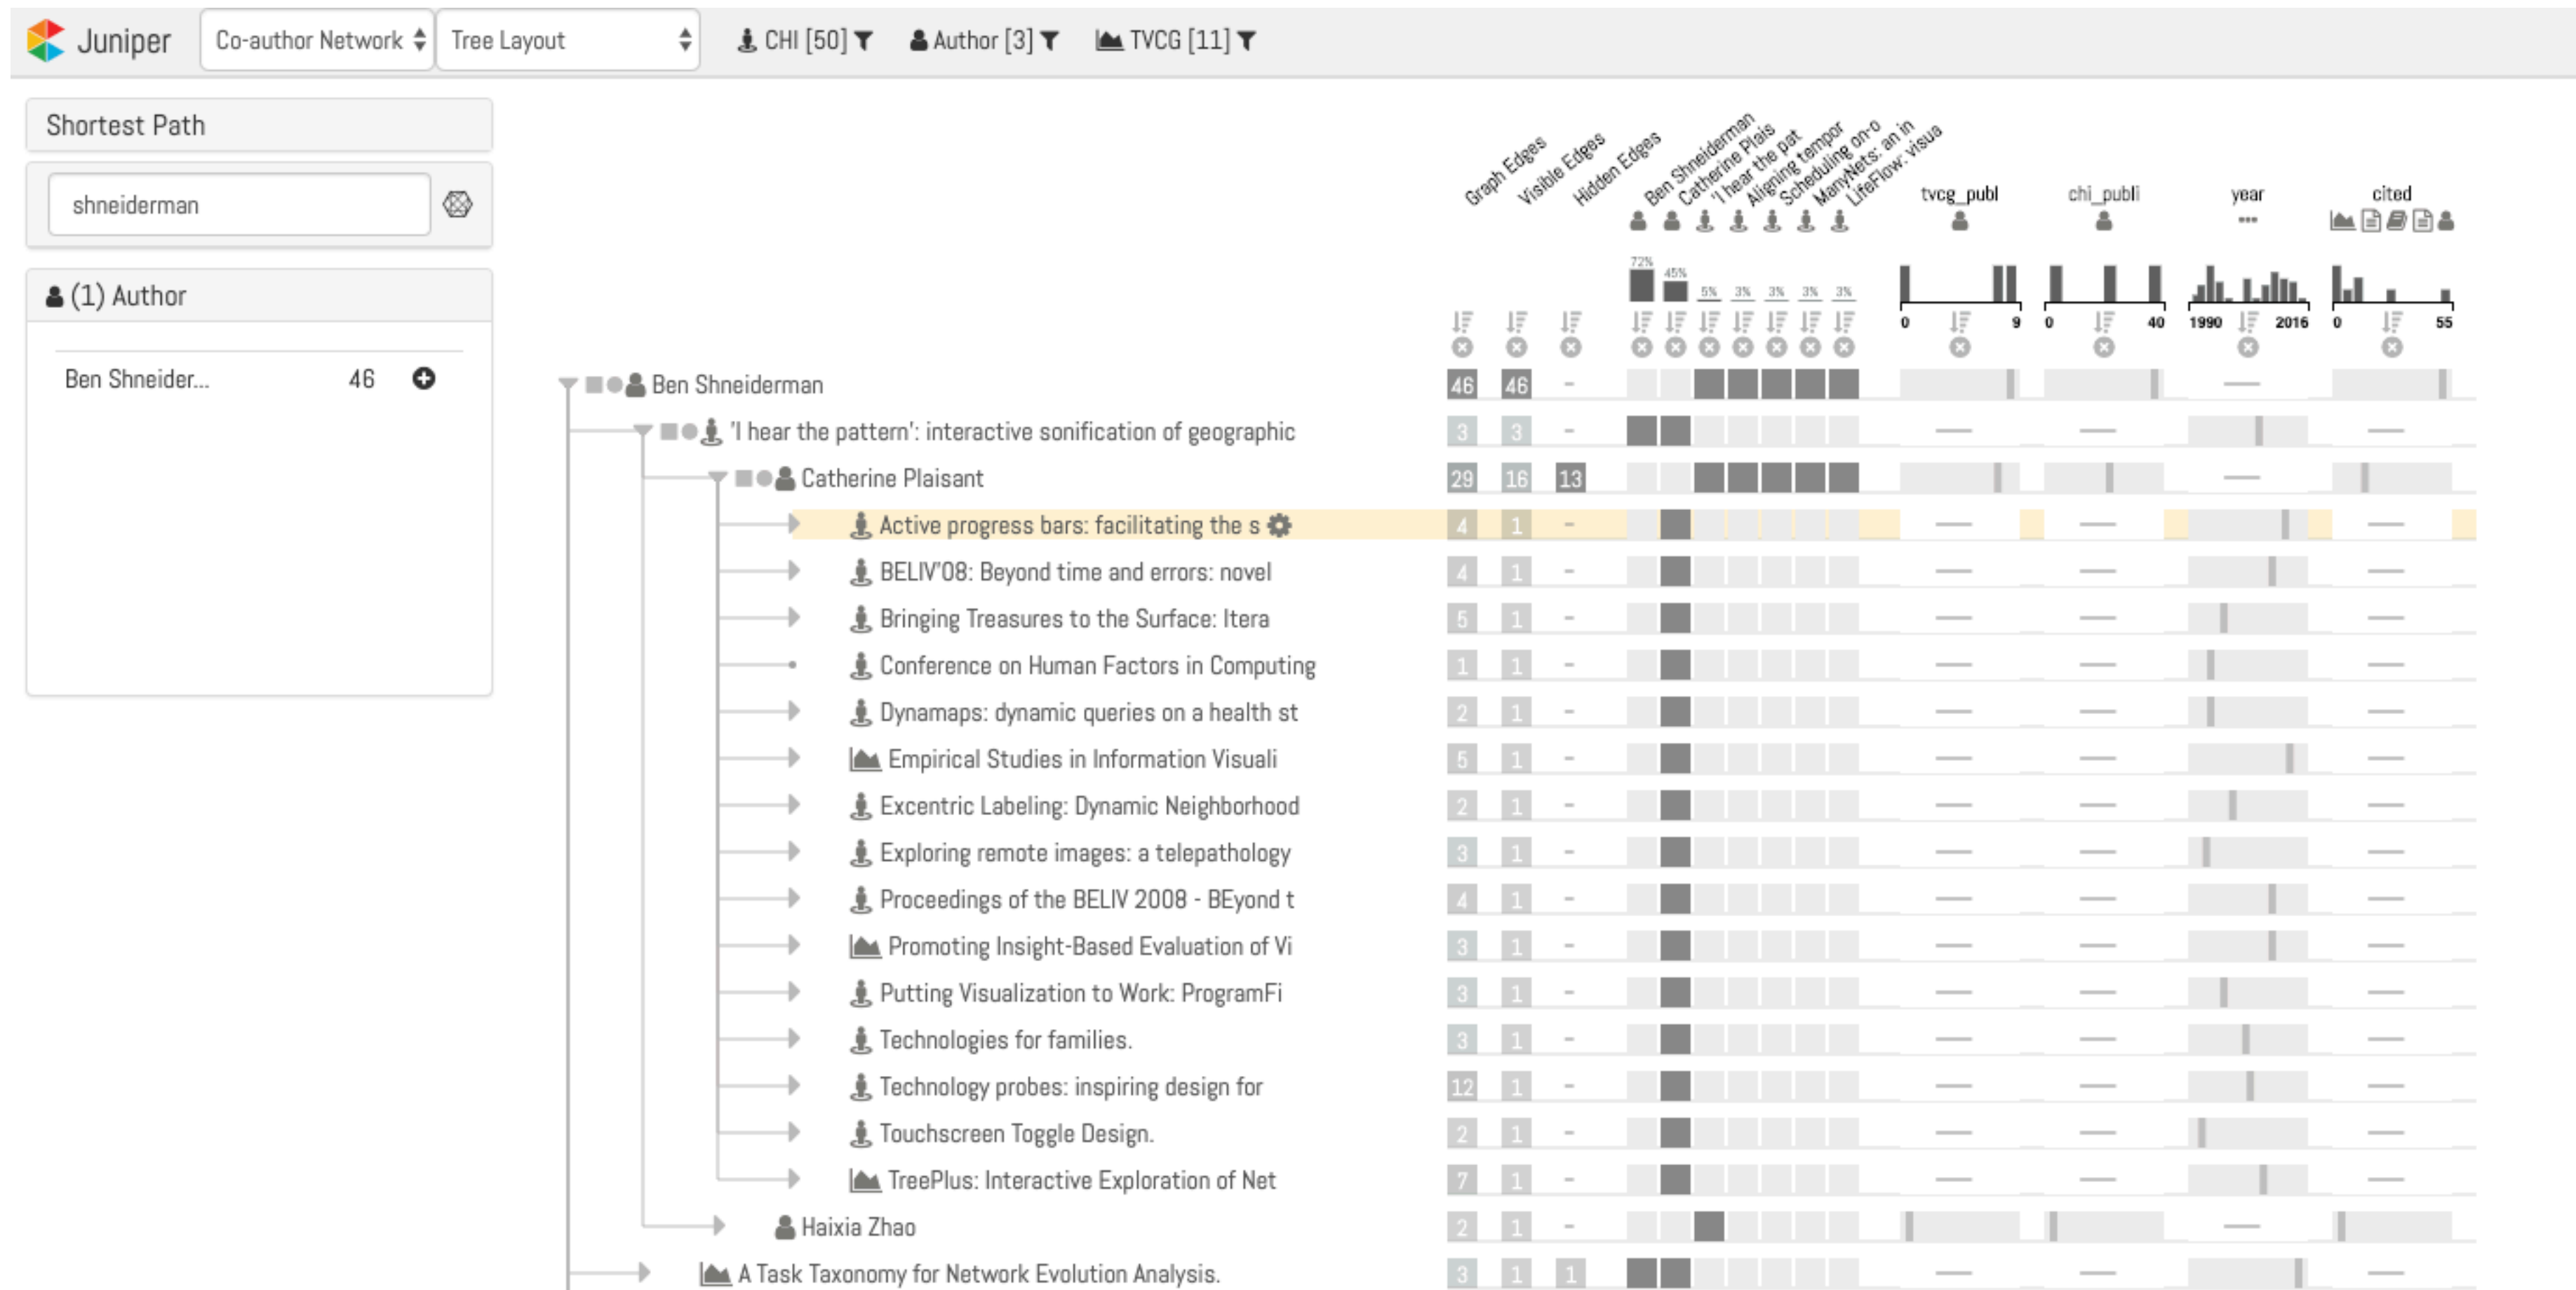 Juniper Co-author Network Tree Layout CHI [50] Author [3] TVCG [11]
Shortest Path
shneiderman
(1) Author
Ben Shneider... 46
Graph Edges
Visible Edges
Hidden Edges
Ben Shneiderman
Catherine Plais
'I hear the pat
Aligning tempor
Scheduling on-o
ManyNets: an in
LifeFlow: visua
tvcg_publ chi_publi year cited
72% 45% 5% 3% 3% 3% 3%
0 9 0 40 1990 2016 0 55
Ben Shneiderman 46 46 -
'I hear the pattern': interactive sonification of geographic 3 3 -
Catherine Plaisant 29 16 13
Active progress bars: facilitating the s 4 1 -
BELIV'08: Beyond time and errors: novel 4 1 -
Bringing Treasures to the Surface: Itera 5 1 -
Conference on Human Factors in Computing 1 1 -
Dynamaps: dynamic queries on a health st 2 1 -
Empirical Studies in Information Visuali 5 1 -
Excentric Labeling: Dynamic Neighborhood 2 1 -
Exploring remote images: a telepathology 3 1 -
Proceedings of the BELIV 2008 - BEyond t 4 1 -
Promoting Insight-Based Evaluation of Vi 3 1 -
Putting Visualization to Work: ProgramFi 3 1 -
Technologies for families. 3 1 -
Technology probes: inspiring design for 12 1 -
Touchscreen Toggle Design. 2 1 -
TreePlus: Interactive Exploration of Net 7 1 -
Haixia Zhao 2 1 -
A Task Taxonomy for Network Evolution Analysis. 3 1 1